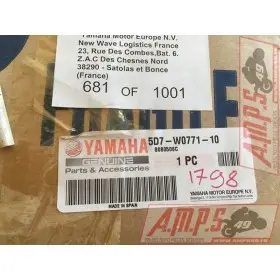 Yamaha Motor Europe N.V.
New Wave Logistics France
23, Rue Des Combes,Bat. 6.
Z.A.C Des Chesnes Nord
38290 - Satolas et Bonce
(France)
681 OF 1001
YAMAHA
GENUINE
Parts & Accessories
5D7-W0771-10
1 PC
1798
YAMAHA MOTOR EUROPE N.V.
MADE IN SPAIN
A.M.P.S
49